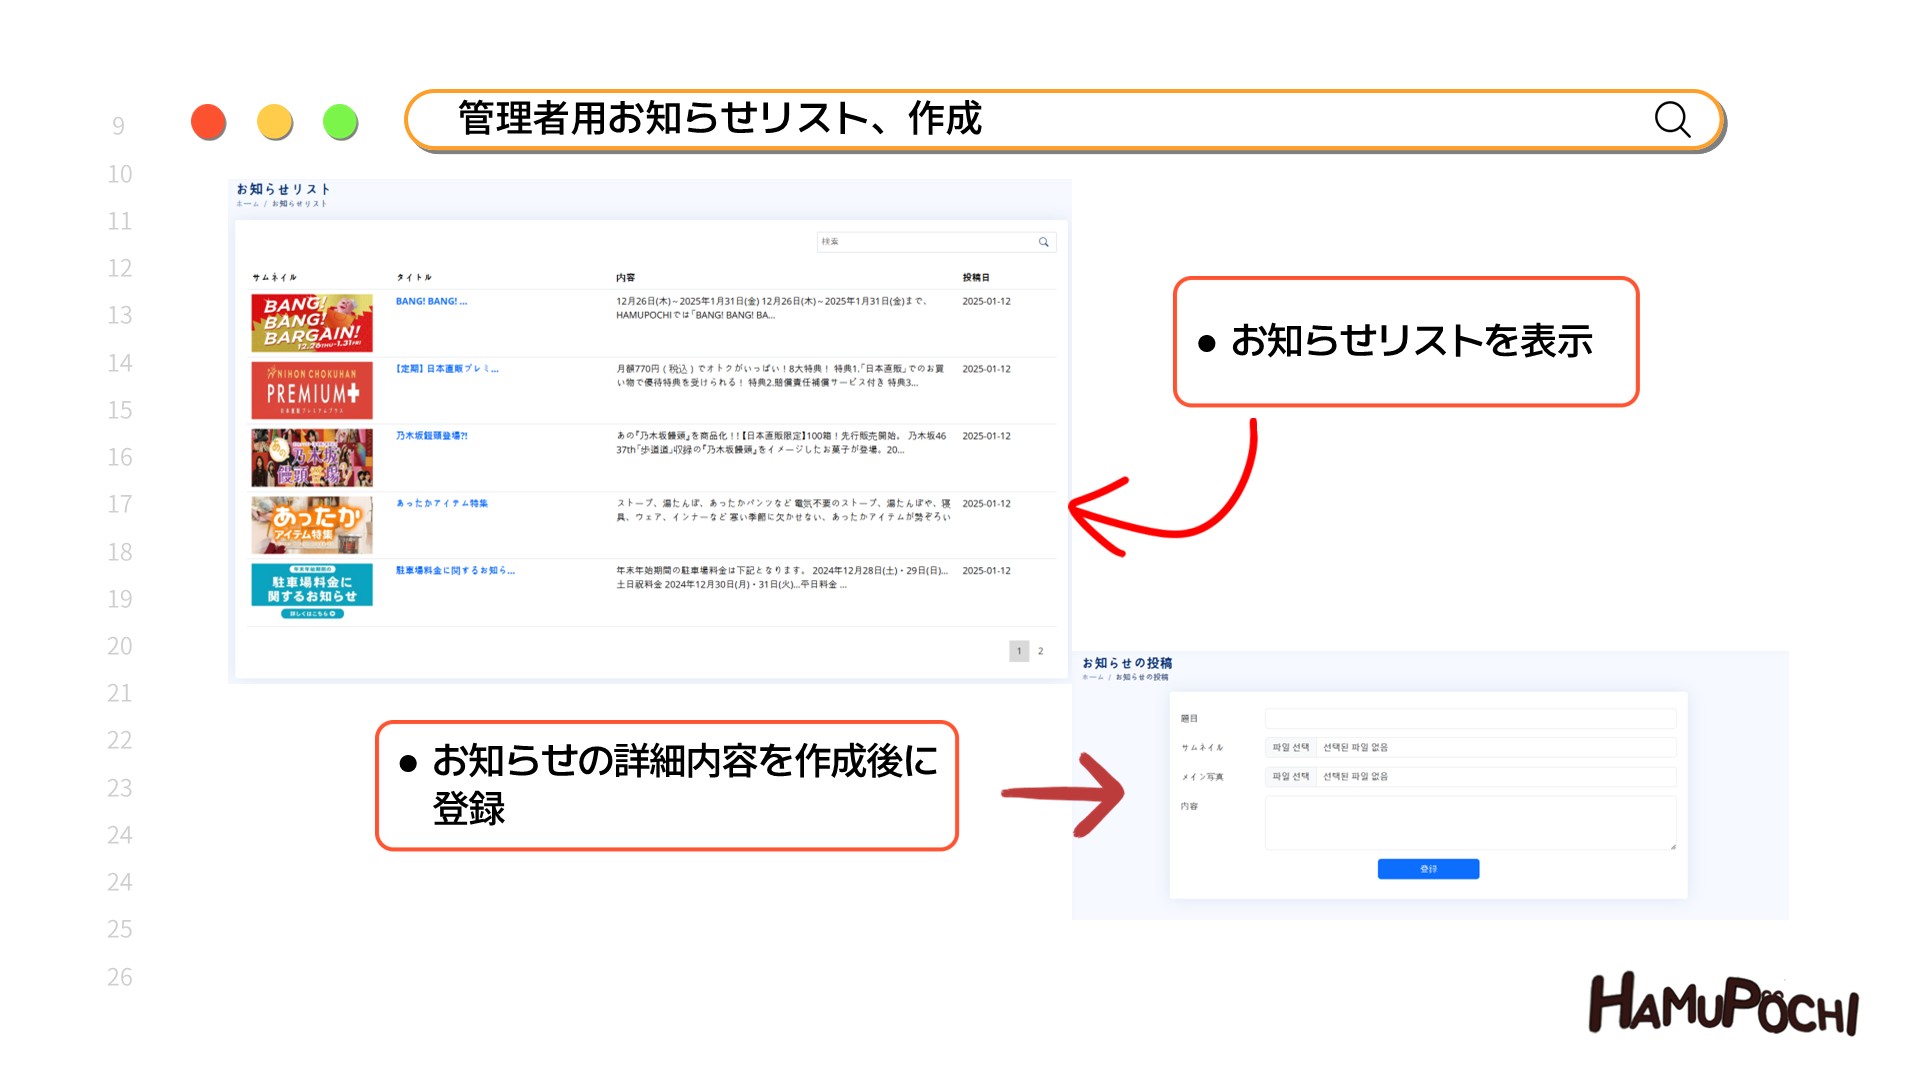 管理者用お知らせリスト、作成
9
10
11
12
13
14
15
16
17
18
19
20
21
22
23
24
24
25
26
お知らせリスト
ホーム / お知らせリスト
検索
サムネイル タイトル 内容 投稿日
BANG!
BANG!
BARGAIN!
12.26THU-1.31FRI
BANG! BANG! ...
12月26日(木)～2025年1月31日(金) 12月26日(木)～2025年1月31日(金)まで、
HAMUPOCHIでは「BANG! BANG! BA...
2025-01-12
NIHON CHOKUHAN
PREMIUM+
日本直販プレミアムプラス
【定期】日本直販プレミ...
月額770円（税込）でオトクがいっぱい！8大特典！ 特典1.「日本直販」でのお買
い物で優待特典を受けられる！ 特典2.賠償責任補償サービス付き 特典3...
2025-01-12
あの
乃木坂
饅頭登場
乃木坂饅頭登場?!
あの『乃木坂饅頭』を商品化！!【日本直販限定】100箱！先行販売開始。 乃木坂46
37th「歩道道」収録の『乃木坂饅頭』をイメージしたお菓子が登場。20...
2025-01-12
あったか
アイテム特集
あったかアイテム特集
ストーブ、湯たんぽ、あったかパンツなど 電気不要のストーブ、湯たんぽや、寝
具、ウェア、インナーなど 寒い季節に欠かせない、あったかアイテムが勢ぞろい
2025-01-12
年末年始期間の
駐車場料金に
関するお知らせ
詳しくはこちら
駐車場料金に関するお知ら...
年末年始期間の駐車場料金は下記となります。 2024年12月28日(土)・29日(日)...
土日祝料金 2024年12月30日(月)・31日(火)...平日料金 ...
2025-01-12
1 2
● お知らせリストを表示
● お知らせの詳細内容を作成後に
登録
お知らせの投稿
ホーム / お知らせの投稿
題目
サムネイル 파일 선택 선택된 파일 없음
メイン写真 파일 선택 선택된 파일 없음
内容
登録
HAMUPOCHI